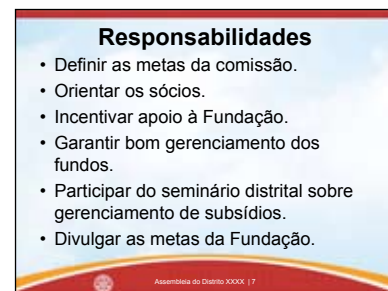 Responsabilidades
• Definir as metas da comissão.
• Orientar os sócios.
• Incentivar apoio à Fundação.
• Garantir bom gerenciamento dos
fundos.
• Participar do seminário distrital sobre
gerenciamento de subsídios.
• Divulgar as metas da Fundação.
Assembleia do Distrito XXXX | 7